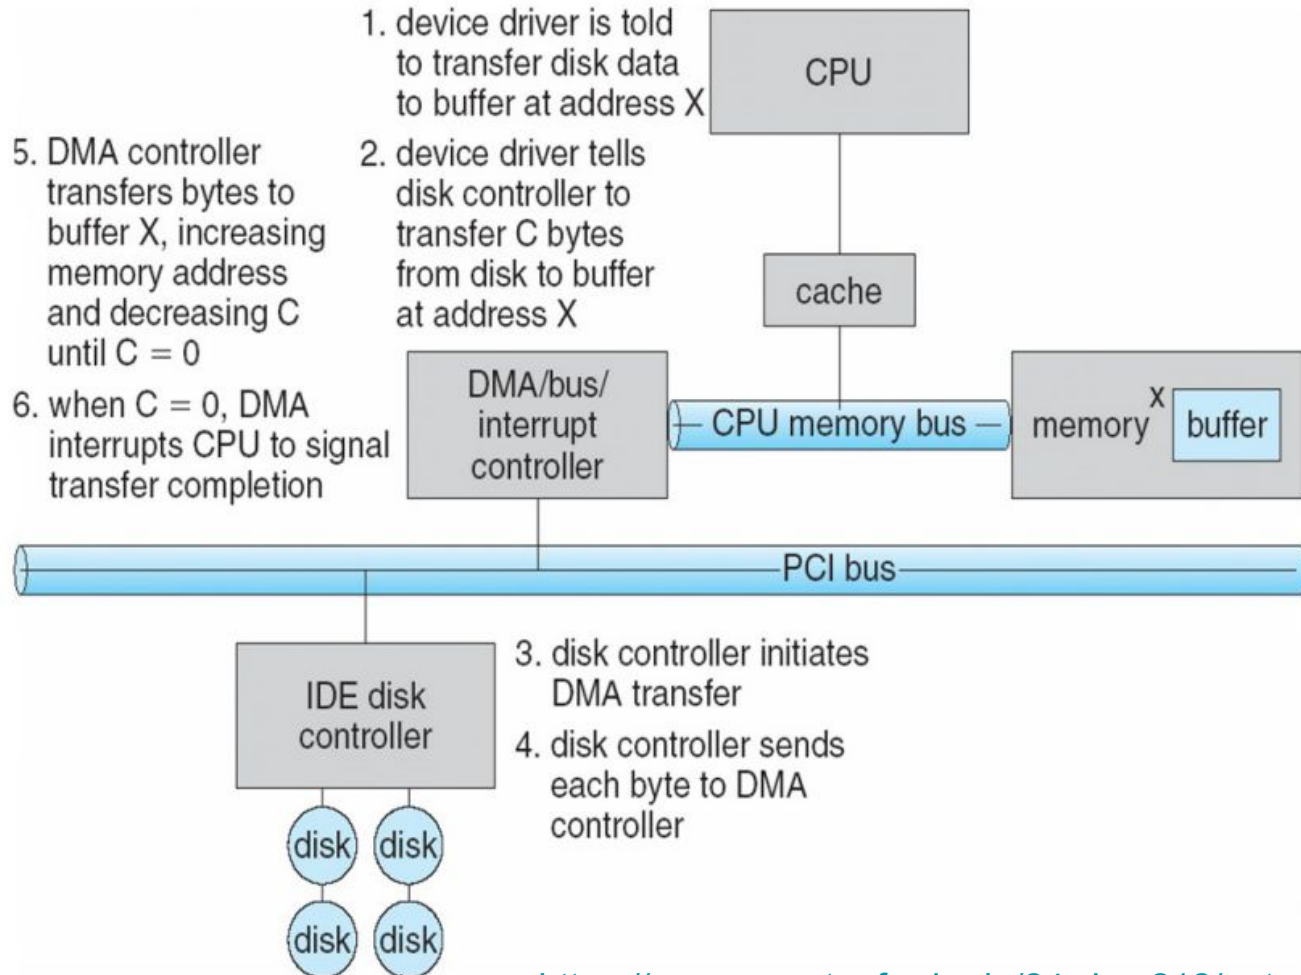 1. device driver is told
to transfer disk data
to buffer at address X
CPU
5. DMA controller
transfers bytes to
buffer X, increasing
memory address
and decreasing C
until C = 0
2. device driver tells
disk controller to
transfer C bytes
from disk to buffer
at address X
cache
6. when C = 0, DMA
interrupts CPU to signal
transfer completion
DMA/bus/
interrupt
controller
CPU memory bus
memory
x
buffer
PCI bus
IDE disk
controller
3. disk controller initiates
DMA transfer
4. disk controller sends
each byte to DMA
controller
disk
disk
disk
disk